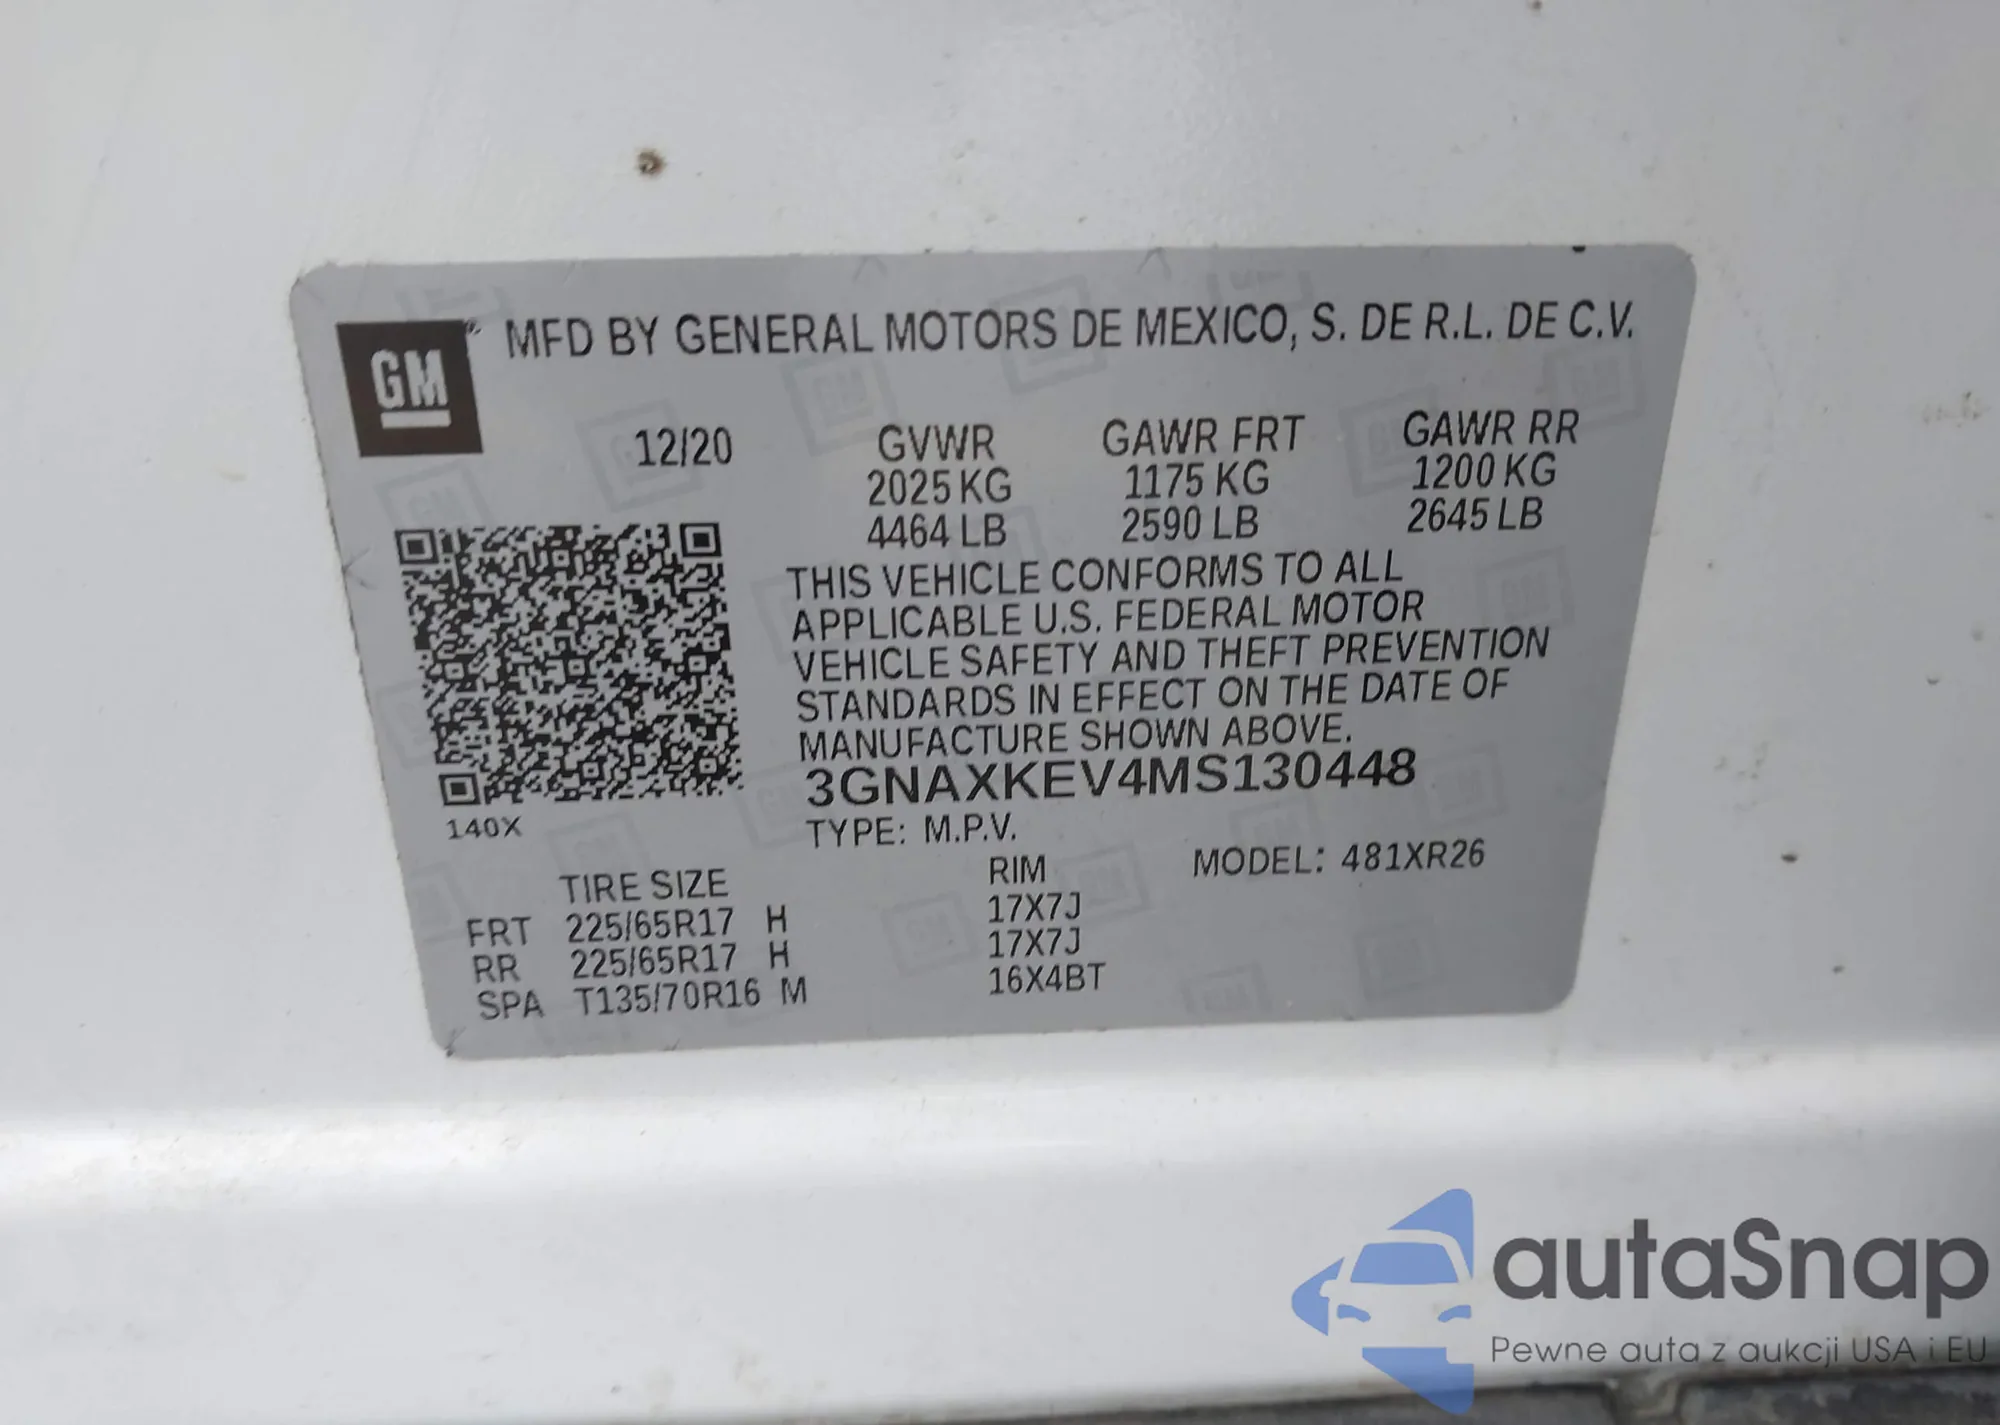 GM
MFD BY GENERAL MOTORS DE MEXICO, S. DE R.L. DE C.V.
12/20
GVWR GAWR FRT GAWR RR
2025 KG 1175 KG 1200 KG
4464 LB 2590 LB 2645 LB
THIS VEHICLE CONFORMS TO ALL
APPLICABLE U.S. FEDERAL MOTOR
VEHICLE SAFETY AND THEFT PREVENTION
STANDARDS IN EFFECT ON THE DATE OF
MANUFACTURE SHOWN ABOVE.
3GNAXKEV4MS130448
140X
TYPE: M.P.V.
MODEL: 481XR26
TIRE SIZE RIM
FRT 225/65R17 H 17X7J
RR 225/65R17 H 17X7J
SPA T135/70R16 M 16X4BT
autaSnap
Pewne auta z aukcji USA i EU